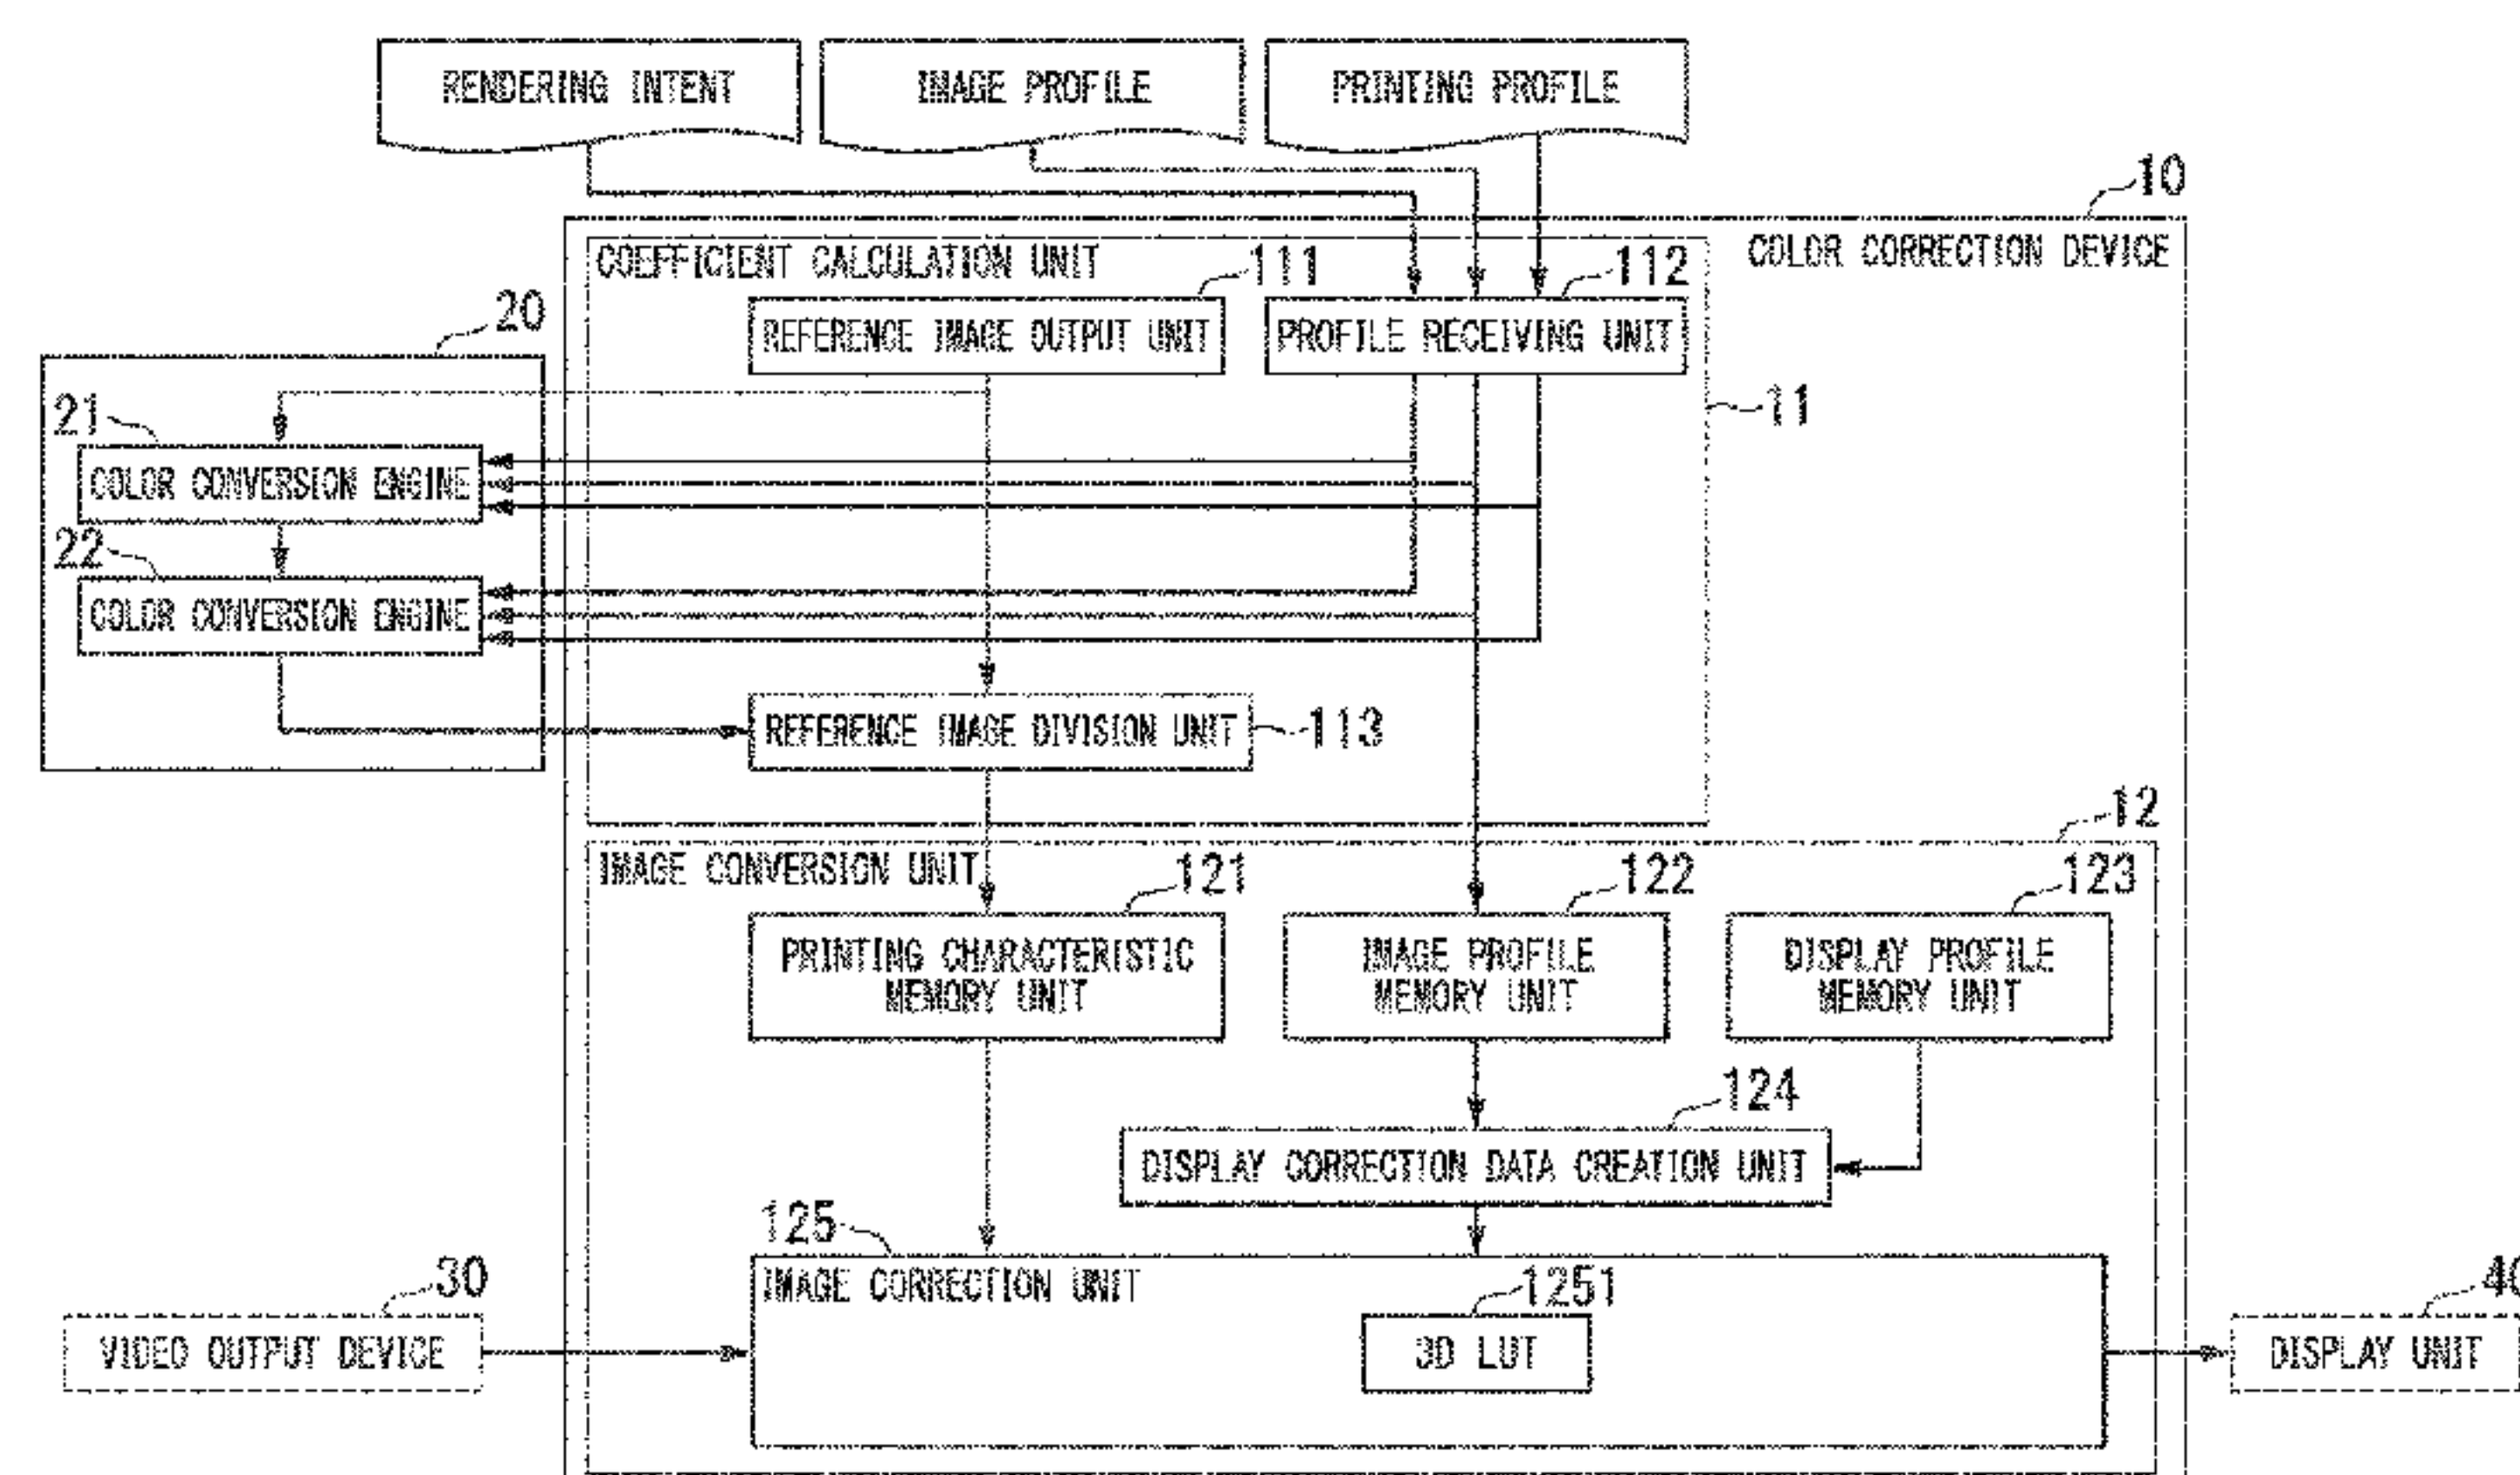 RENDERING INTENT
IMAGE PROFILE
PRINTING PROFILE
10
COLOR CORRECTION DEVICE
COEFFICIENT CALCULATION UNIT
111
112
REFERENCE IMAGE OUTPUT UNIT
PROFILE RECEIVING UNIT
20
11
21
COLOR CONVERSION ENGINE
22
COLOR CONVERSION ENGINE
REFERENCE IMAGE DIVISION UNIT
113
12
IMAGE CONVERSION UNIT
121
122
123
PRINTING CHARACTERISTIC
MEMORY UNIT
IMAGE PROFILE
MEMORY UNIT
DISPLAY PROFILE
MEMORY UNIT
124
DISPLAY CORRECTION DATA CREATION UNIT
125
IMAGE CORRECTION UNIT
1251
3D LUT
30
VIDEO OUTPUT DEVICE
40
DISPLAY UNIT